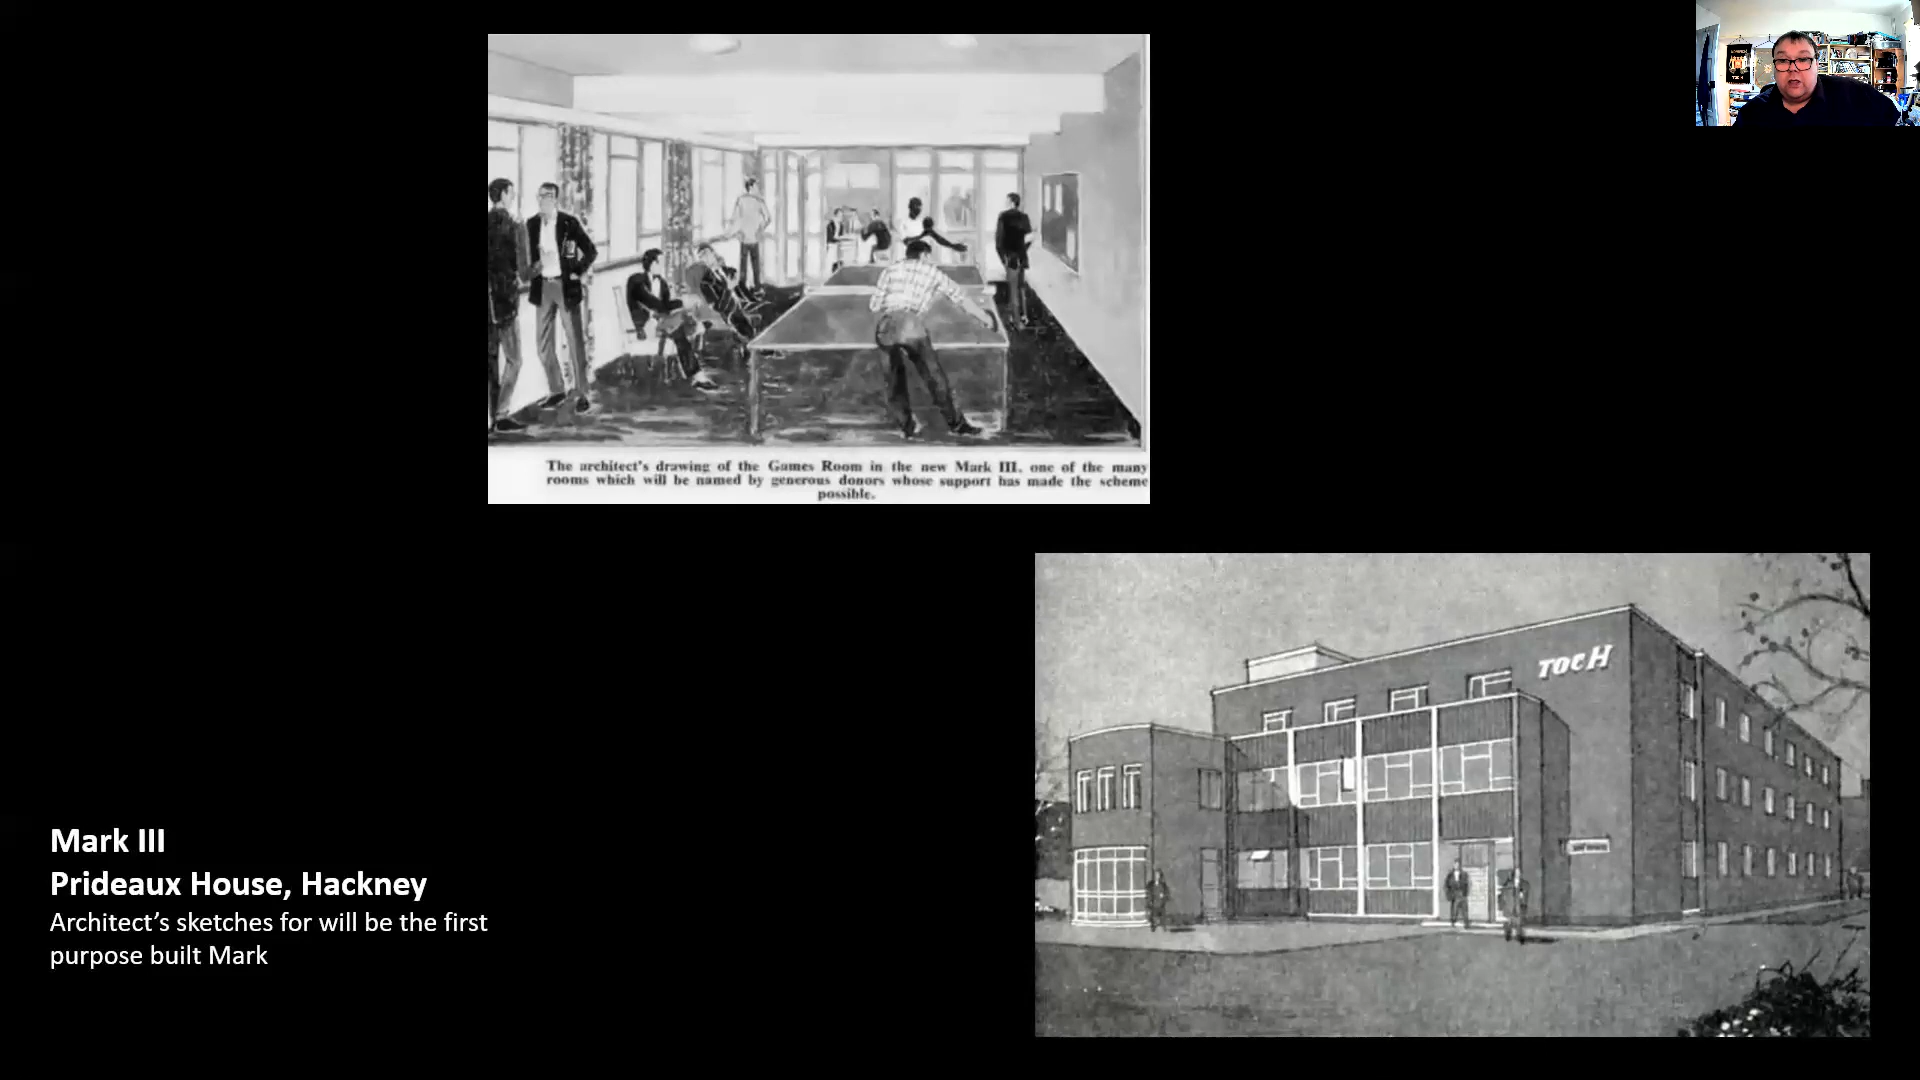 The architect's drawing of the Games Room in the new Mark III, one of the many
rooms which will be named by generous donors whose support has made the scheme
possible.
TOC H
Mark III
Prideaux House, Hackney
Architect’s sketches for will be the first
purpose built Mark